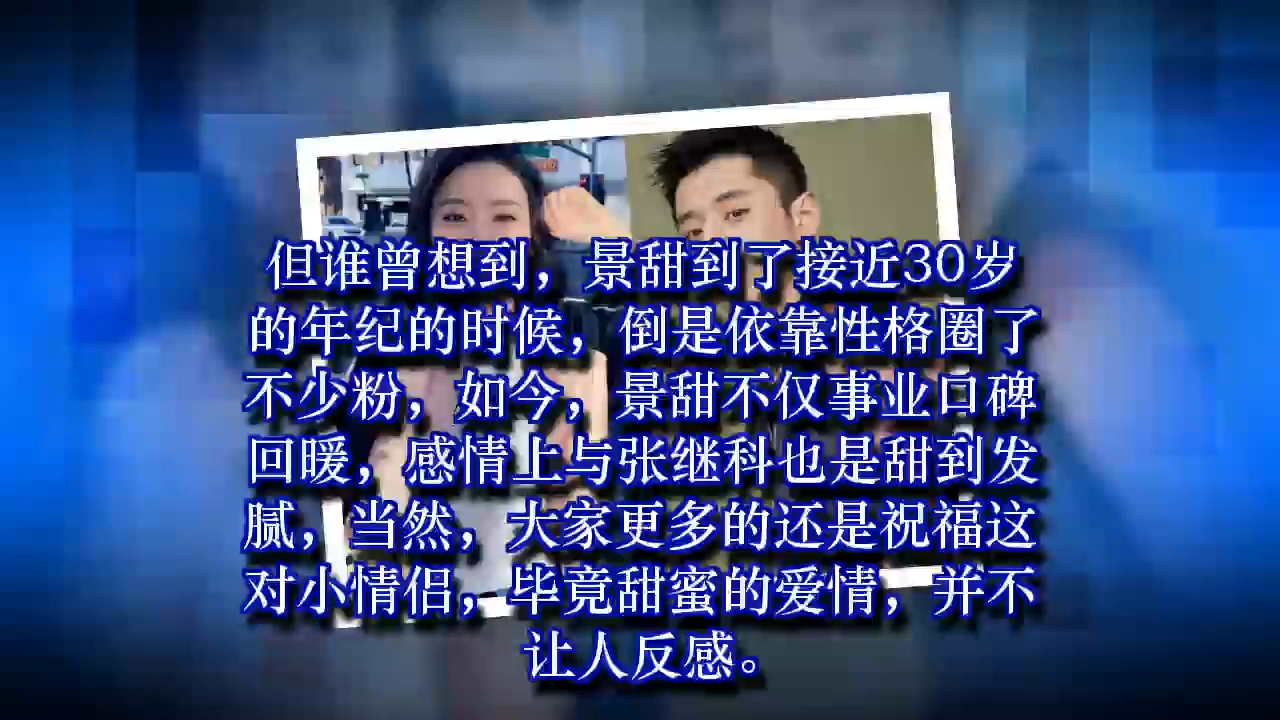 但谁曾想到，景甜到了接近30岁
的年纪的时候，倒是依靠性格圈了
不少粉，如今，景甜不仅事业口碑
回暖，感情上与张继科也是甜到发
腻，当然，大家更多的还是祝福这
对小情侣，毕竟甜蜜的爱情，并不
让人反感。